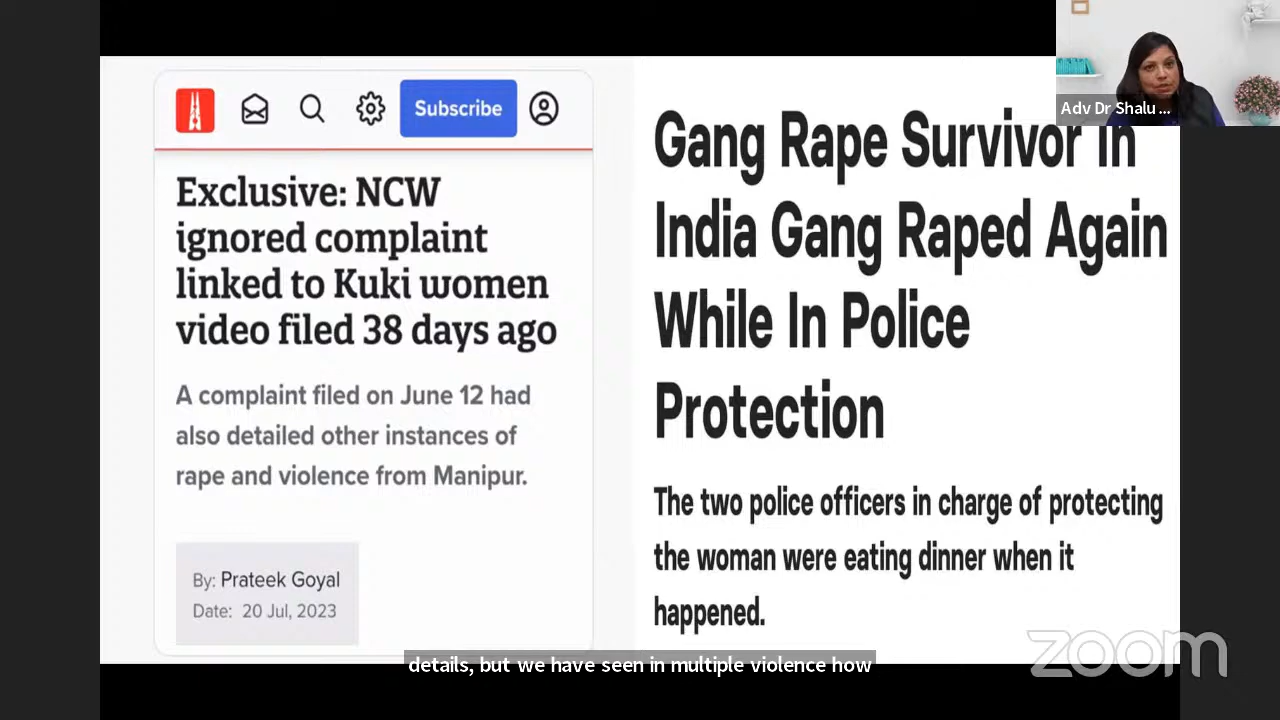 Subscribe
Exclusive: NCW
ignored complaint
linked to Kuki women
video filed 38 days ago
A complaint filed on June 12 had
also detailed other instances of
rape and violence from Manipur.
By: Prateek Goyal
Date: 20 Jul, 2023
Adv Dr Shalu ...
Gang Rape Survivor In
India Gang Raped Again
While In Police
Protection
The two police officers in charge of protecting
the woman were eating dinner when it
happened.
zoom
details, but we have seen in multiple violence how